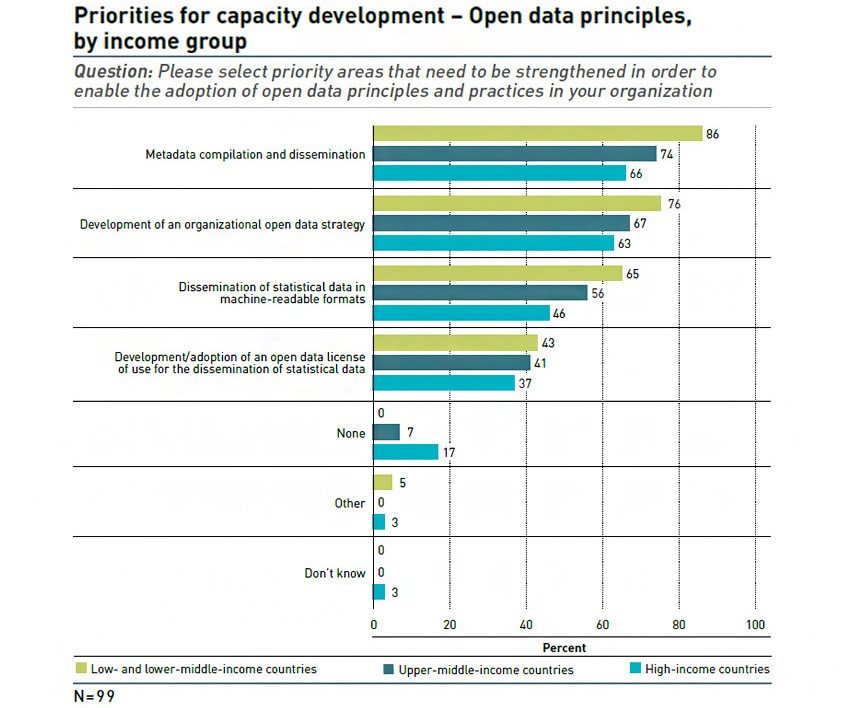 Priorities for capacity development – Open data principles,
by income group
Question: Please select priority areas that need to be strengthened in order to
enable the adoption of open data principles and practices in your organization
86
Metadata compilation and dissemination 74
66
76
Development of an organizational open data strategy 67
63
65
Dissemination of statistical data in
machine-readable formats 56
46
43
Development/adoption of an open data license
of use for the dissemination of statistical data 41
37
0
None 7
17
5
Other 0
3
0
Don't know 0
3
0 20 40 60 80 100
Percent
Low- and lower-middle-income countries Upper-middle-income countries High-income countries
N=99